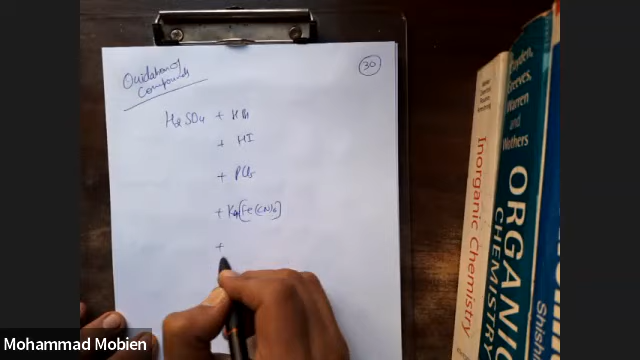 Oxidation of
Compounds
30
H2SO4 + HBr
+ HI
+ PCl5
+ K4[Fe(CN)6]
+
Inorganic Chemistry
Clayden,
Greeves,
Warren
and
Wothers
ORGANIC
CHEMISTRY
Mohammad Mobien